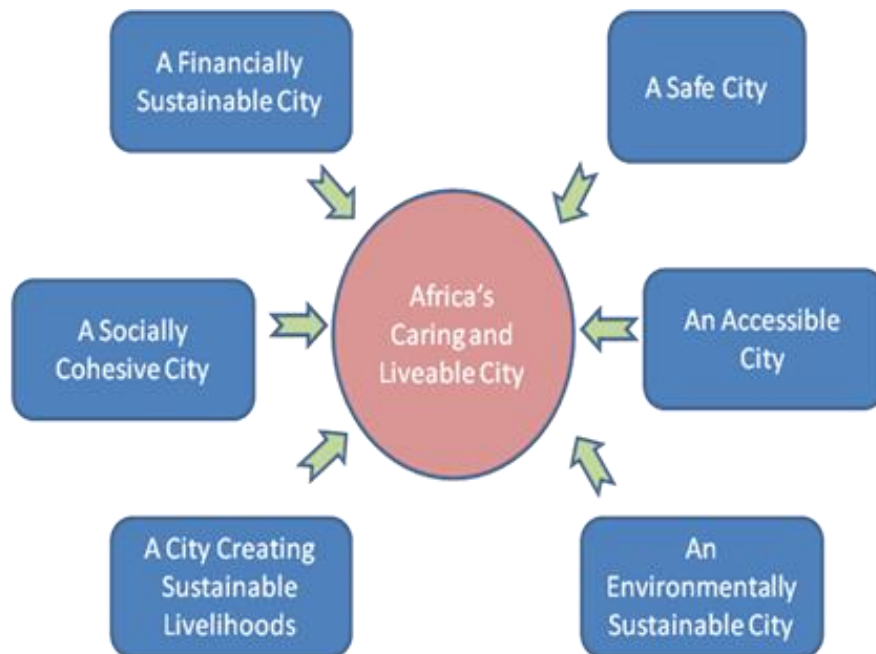 A Financially
Sustainable City
A Safe City
Africa's
Caring and
Liveable City
A Socially
Cohesive City
An Accessible
City
A City Creating
Sustainable
Livelihoods
An
Environmentally
Sustainable City